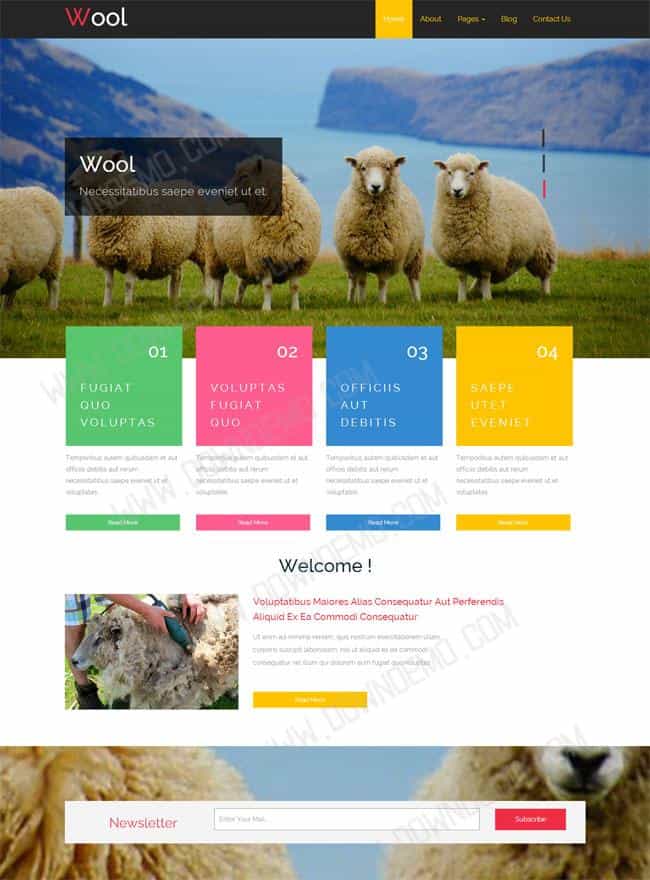 Wool
Home About Pages Blog Contact Us
Wool
Necessitatibus saepe eveniet ut et.
01
FUGIAT
QUO
VOLUPTAS
Temporibus autem quibusdam et aut
officiis debitis aut rerum
necessitatibus saepe eveniet ut et
voluptates
Read More
02
VOLUPTAS
FUGIAT
QUO
Temporibus autem quibusdam et aut
officiis debitis aut rerum
necessitatibus saepe eveniet ut et
voluptates
Read More
03
OFFICIIS
AUT
DEBITIS
Temporibus autem quibusdam et aut
officiis debitis aut rerum
necessitatibus saepe eveniet ut et
voluptates
Read More
04
SAEPE
UTET
EVENIET
Temporibus autem quibusdam et aut
officiis debitis aut rerum
necessitatibus saepe eveniet ut et
voluptates
Read More
Welcome !
Voluptatibus Maiores Alias Consequatur Aut Perferendis
Aliquid Ex Ea Commodi Consequatur
Ut enim ad minima veniam, quis nostrum exercitationem ullam
corporis suscipit laboriosam, nisi ut aliquid ex ea commodi
consequatur vel illum qui dolorem eum fugiat quo voluptas
Read More
Newsletter
Enter Your Mail...
Subscribe
WWW.DOWNDEMO.COM
WWW.DOWNDEMO.COM
WWW.DOWNDEMO.COM